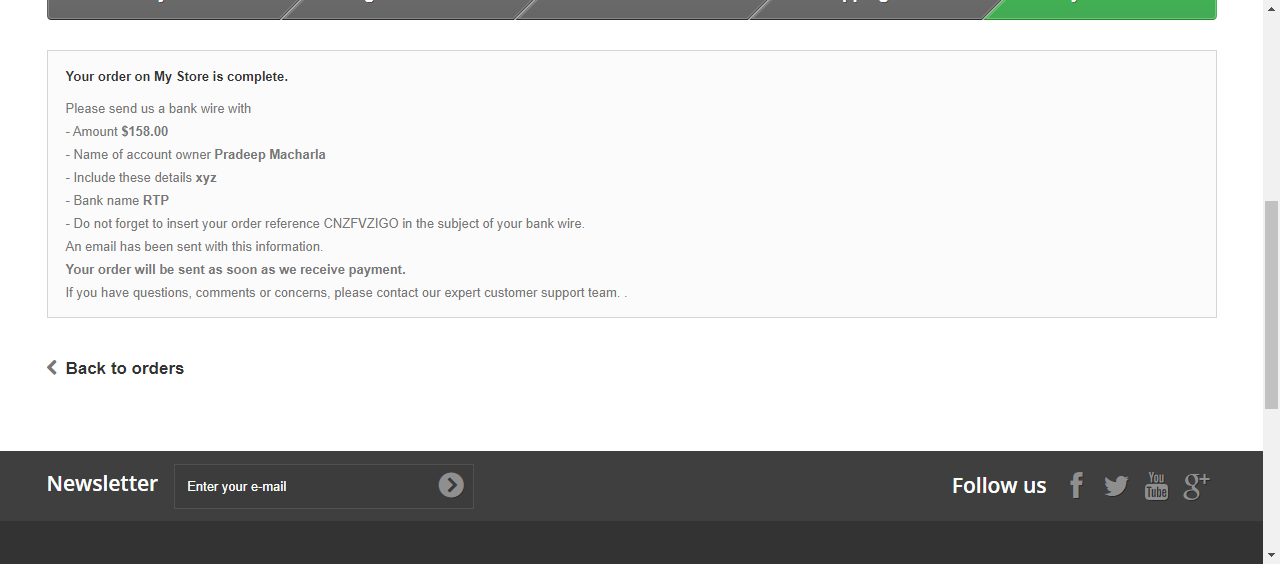 Your order on My Store is complete.
Please send us a bank wire with
- Amount $158.00
- Name of account owner Pradeep Macharla
- Include these details xyz
- Bank name RTP
- Do not forget to insert your order reference CNZFVZIGO in the subject of your bank wire.
An email has been sent with this information.
Your order will be sent as soon as we receive payment.
If you have questions, comments or concerns, please contact our expert customer support team. .
Back to orders
Newsletter
Enter your e-mail
Follow us
You
Tube
g+